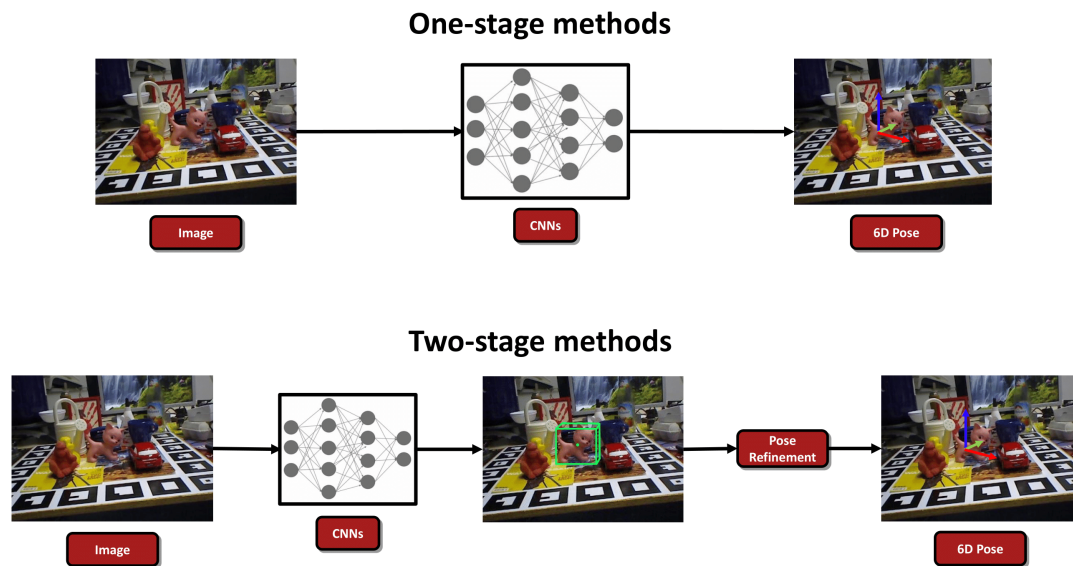 One-stage methods
Image
CNNs
6D Pose
Two-stage methods
Pose
Refinement
Image
CNNs
6D Pose